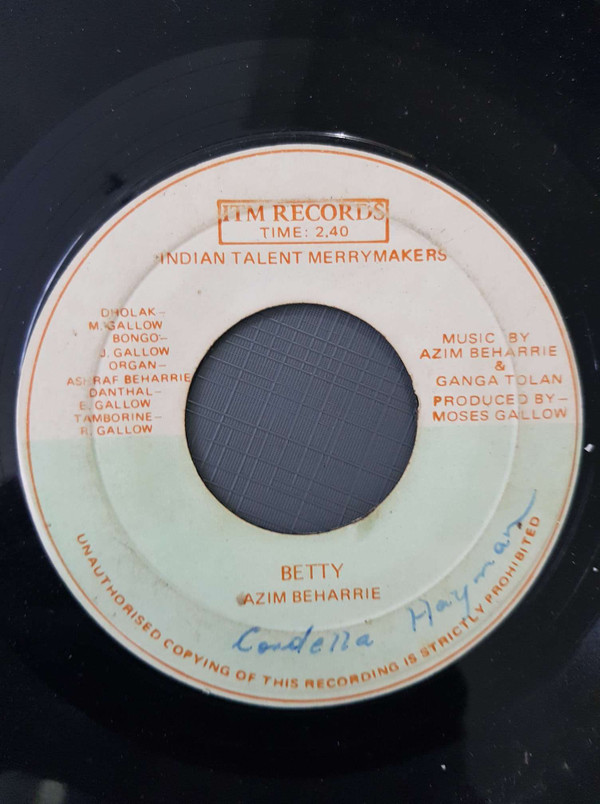 ITM RECORDS
TIME: 2.40
INDIAN TALENT MERRYMAKERS
DHOLAK—
M. GALLOW
BONGO—
J. GALLOW
ORGAN—
ASHRAF BEHARRIE
DANTHAL—
E. GALLOW
TAMBORINE—
R. GALLOW
MUSIC BY
AZIM BEHARRIE
&
GANGA TOLAN
PRODUCED BY—
MOSES GALLOW
BETTY
AZIM BEHARRIE
Hayman
UNAUTHORISED COPYING OF THIS RECORDING IS STRICTLY PROHIBITED